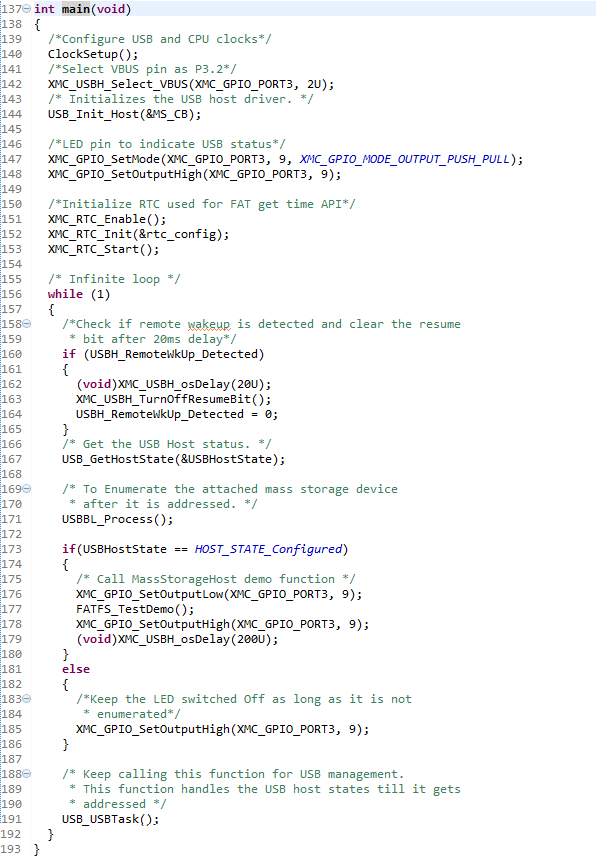 137 int main(void)
138 {
139   /*Configure USB and CPU clocks*/
140   ClockSetup();
141   /*Select VBUS pin as P3.2*/
142   XMC_USBH_Select_VBUS(XMC_GPIO_PORT3, 2U);
143   /* Initializes the USB host driver. */
144   USB_Init_Host(&MS_CB);
145
146   /*LED pin to indicate USB status*/
147   XMC_GPIO_SetMode(XMC_GPIO_PORT3, 9, XMC_GPIO_MODE_OUTPUT_PUSH_PULL);
148   XMC_GPIO_SetOutputHigh(XMC_GPIO_PORT3, 9);
149
150   /*Initialize RTC used for FAT get time API*/
151   XMC_RTC_Enable();
152   XMC_RTC_Init(&rtc_config);
153   XMC_RTC_Start();
154
155   /* Infinite loop */
156   while (1)
157   {
158     /*Check if remote wakeup is detected and clear the resume
159      * bit after 20ms delay*/
160     if (USBH_RemoteWkUp_Detected)
161     {
162       (void)XMC_USBH_osDelay(20U);
163       XMC_USBH_TurnOffResumeBit();
164       USBH_RemoteWkUp_Detected = 0;
165     }
166     /* Get the USB Host status. */
167     USB_GetHostState(&USBHostState);
168
169     /* To Enumerate the attached mass storage device
170      * after it is addressed. */
171     USBBL_Process();
172
173     if(USBHostState == HOST_STATE_Configured)
174     {
175       /* Call MassStorageHost demo function */
176       XMC_GPIO_SetOutputLow(XMC_GPIO_PORT3, 9);
177       FATFS_TestDemo();
178       XMC_GPIO_SetOutputHigh(XMC_GPIO_PORT3, 9);
179       (void)XMC_USBH_osDelay(200U);
180     }
181     else
182     {
183       /*Keep the LED switched Off as long as it is not
184        * enumerated*/
185       XMC_GPIO_SetOutputHigh(XMC_GPIO_PORT3, 9);
186     }
187
188     /* Keep calling this function for USB management.
189      * This function handles the USB host states till it gets
190      * addressed */
191     USB_USBTask();
192   }
193 }